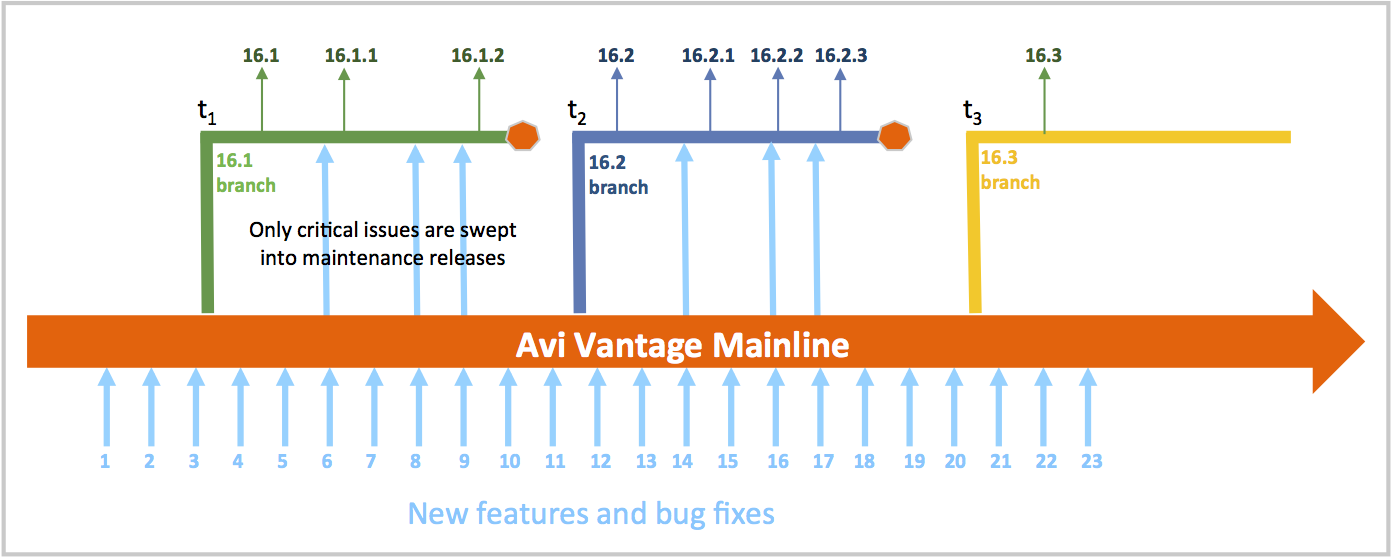 16.1 16.1.1 16.1.2 16.2 16.2.1 16.2.2 16.2.3 16.3
t1 t2 t3
16.1
branch
16.2
branch
16.3
branch
Only critical issues are swept
into maintenance releases
Avi Vantage Mainline
1 2 3 4 5 6 7 8 9 10 11 12 13 14 15 16 17 18 19 20 21 22 23
New features and bug fixes